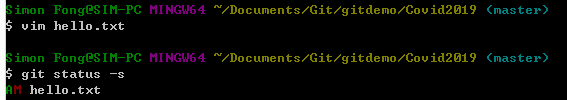 Simon Fong@SIM-PC MINGW64 ~/Documents/Git/gitdemo/Covid2019 (master)
$ vim hello.txt
Simon Fong@SIM-PC MINGW64 ~/Documents/Git/gitdemo/Covid2019 (master)
$ git status -s
AM hello.txt